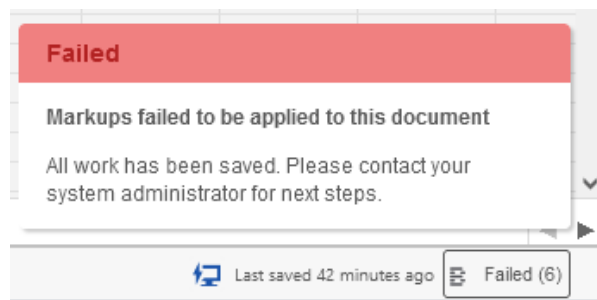 Failed
Markups failed to be applied to this document
All work has been saved. Please contact your
system administrator for next steps.
Last saved 42 minutes ago
Failed (6)